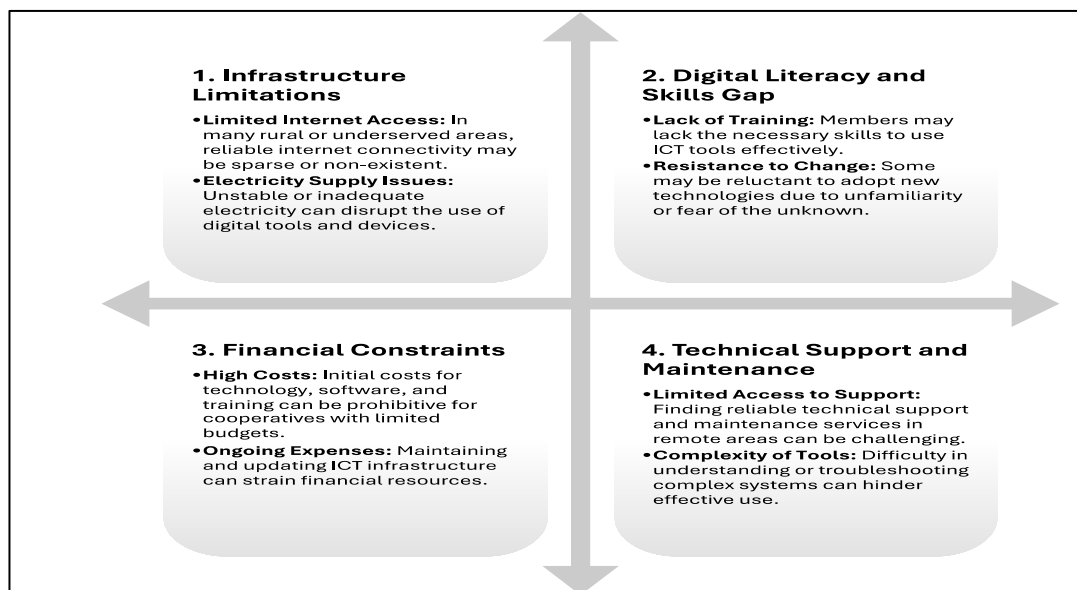 1. Infrastructure
Limitations
•Limited Internet Access: In
many rural or underserved areas,
reliable internet connectivity may
be sparse or non-existent.
•Electricity Supply Issues:
Unstable or inadequate
electricity can disrupt the use of
digital tools and devices.
2. Digital Literacy and
Skills Gap
•Lack of Training: Members may
lack the necessary skills to use
ICT tools effectively.
•Resistance to Change: Some
may be reluctant to adopt new
technologies due to unfamiliarity
or fear of the unknown.
3. Financial Constraints
•High Costs: Initial costs for
technology, software, and
training can be prohibitive for
cooperatives with limited
budgets.
•Ongoing Expenses: Maintaining
and updating ICT infrastructure
can strain financial resources.
4. Technical Support and
Maintenance
•Limited Access to Support:
Finding reliable technical support
and maintenance services in
remote areas can be challenging.
•Complexity of Tools: Difficulty in
understanding or troubleshooting
complex systems can hinder
effective use.